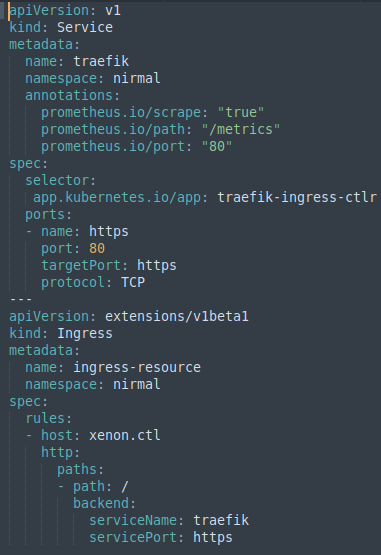 apiVersion: v1
kind: Service
metadata:
  name: traefik
  namespace: nirmal
  annotations:
    prometheus.io/scrape: "true"
    prometheus.io/path: "/metrics"
    prometheus.io/port: "80"
spec:
  selector:
   app.kubernetes.io/app: traefik-ingress-ctlr
  ports:
  - name: https
    port: 80
    targetPort: https
    protocol: TCP
---
apiVersion: extensions/v1beta1
kind: Ingress
metadata:
  name: ingress-resource
  namespace: nirmal
spec:
  rules:
  - host: xenon.ctl
    http:
      paths:
      - path: /
        backend:
          serviceName: traefik
          servicePort: https